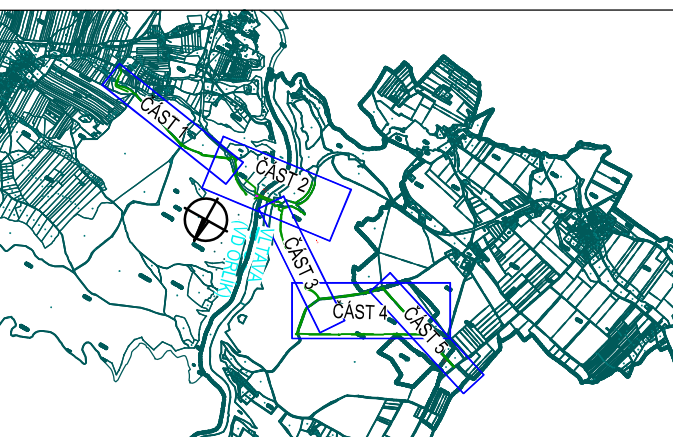 ČÁST 1
ČÁST 2
VLTAVA
(VD ORLÍK)
ČÁST 3
ČÁST 4
ČÁST 5